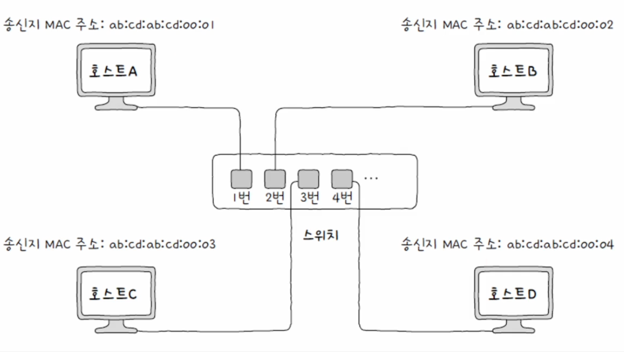 송신지 MAC 주소: ab:cd:ab:cd:00:01
송신지 MAC 주소: ab:cd:ab:cd:00:02
호스트A
호스트B
1번 2번 3번 4번 ...
스위치
송신지 MAC 주소: ab:cd:ab:cd:00:03
송신지 MAC 주소: ab:cd:ab:cd:00:04
호스트C
호스트D